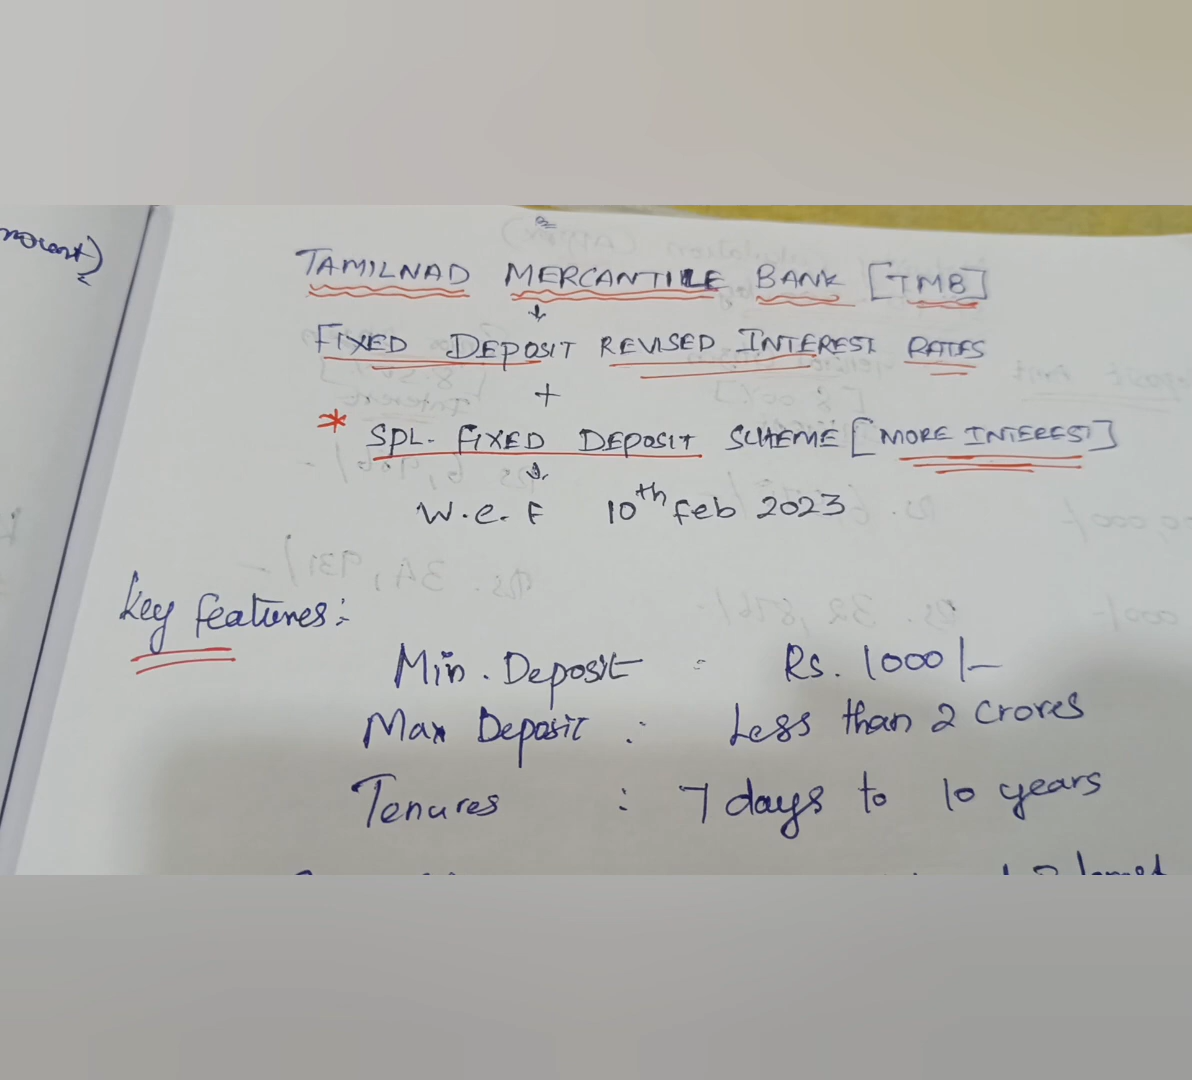 TAMILNAD MERCANTILE BANK [TMB]
FIXED DEPOSIT REVISED INTEREST RATES
+
* SPL. FIXED DEPOSIT SCHEME [MORE INTEREST]
W.e.F 10th feb 2023
key features:-
Min. Deposit - Rs. 1000/-
Max Deposit : Less than 2 Crores
Tenures : 7 days to 10 years